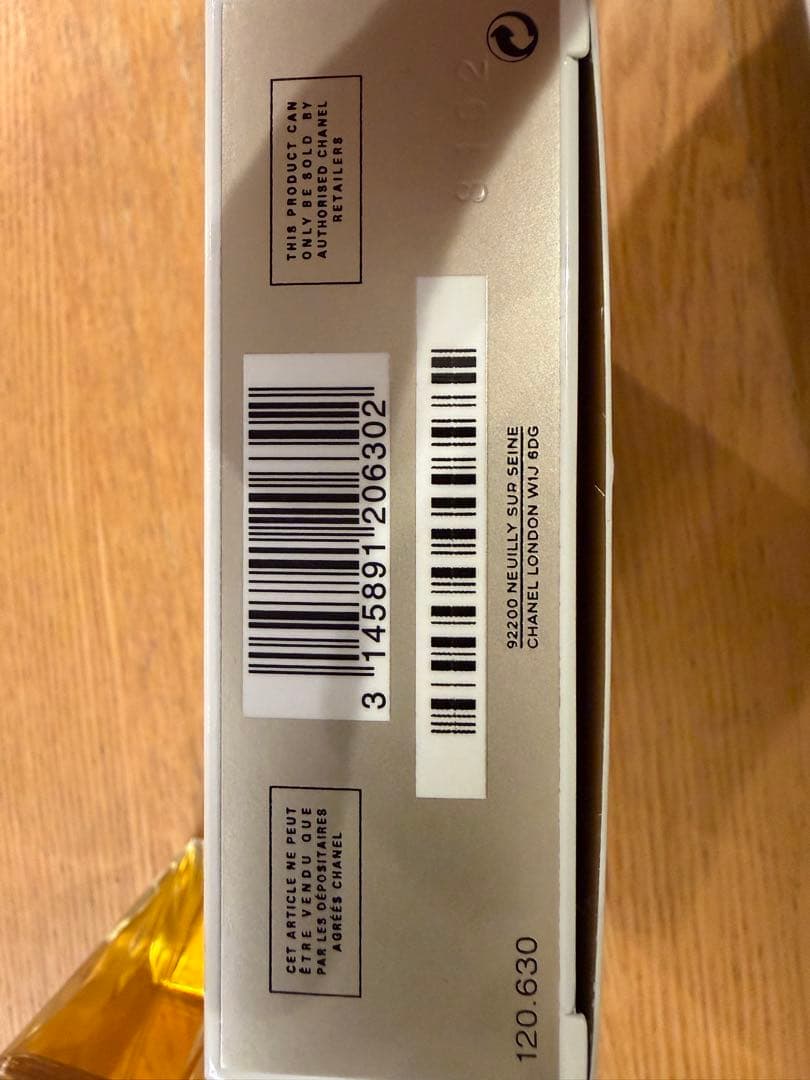 CET ARTICLE NE PEUT
ÊTRE VENDU QUE
PAR LES DÉPOSITAIRES
AGRÉÉS CHANEL
3 145891 206302
THIS PRODUCT CAN
ONLY BE SOLD BY
AUTHORISED CHANEL
RETAILERS
120.630
92200 NEUILLY SUR SEINE
CHANEL LONDON W1J 6DG